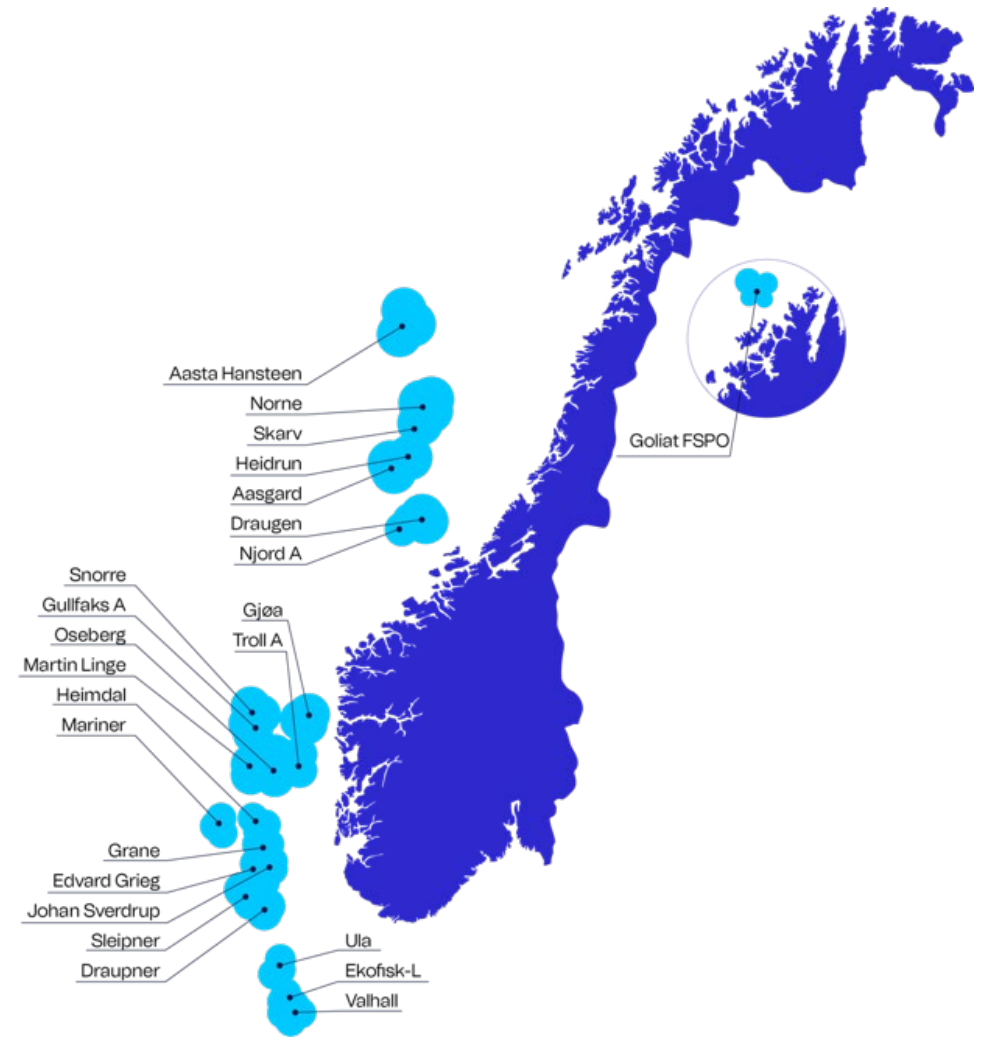 Aasta Hansteen
Norne
Skarv
Goliat FSPO
Heidrun
Aasgard
Draugen
Njord A
Snorre
Gullfaks A
Gjøa
Oseberg
Troll A
Martin Linge
Heimdal
Mariner
Grane
Edvard Grieg
Johan Sverdrup
Sleipner
Draupner
Ula
Ekofisk-L
Valhall